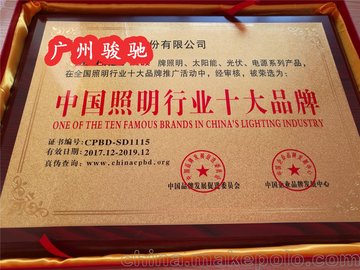 广州骏驰
份有限公司
牌照明、太阳能、光伏、电源系列产品,
在全国照明行业十大品牌推广活动中,经审核,被荣选为:
中国照明行业十大品牌
ONE OF THE TEN FAMOUS BRANDS IN CHINA'S LIGHTING INDUSTRY
证书编号:CPBD-SD1115
有效日期:2017.12-2019.12
真伪查询:www.chinacpbd.org
中国品牌发展促进委员会
中国企业品牌发展中心
china.makepolo.com